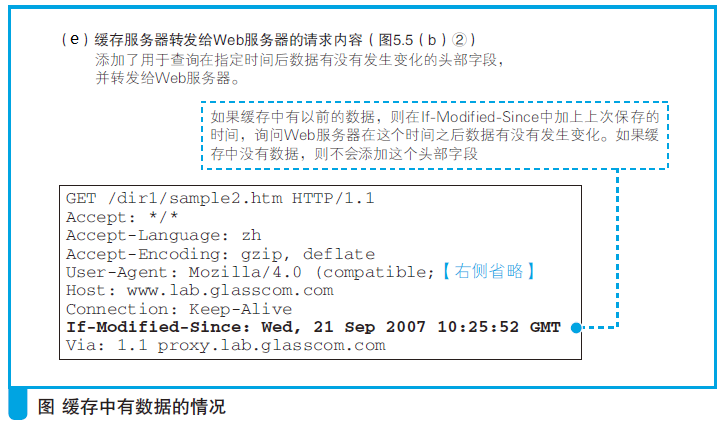 (e)缓存服务器转发给Web服务器的请求内容(图5.5(b)②)
添加了用于查询在指定时间后数据有没有发生变化的头部字段，
并转发给Web服务器。
如果缓存中有以前的数据，则在If-Modified-Since中加上上次保存的
时间，询问Web服务器在这个时间之后数据有没有发生变化。如果缓
存中没有数据，则不会添加这个头部字段
GET /dir1/sample2.htm HTTP/1.1
Accept: */*
Accept-Language: zh
Accept-Encoding: gzip, deflate
User-Agent: Mozilla/4.0 (compatible;【右侧省略】
Host: www.lab.glasscom.com
Connection: Keep-Alive
If-Modified-Since: Wed, 21 Sep 2007 10:25:52 GMT
Via: 1.1 proxy.lab.glasscom.com
图 缓存中有数据的情况